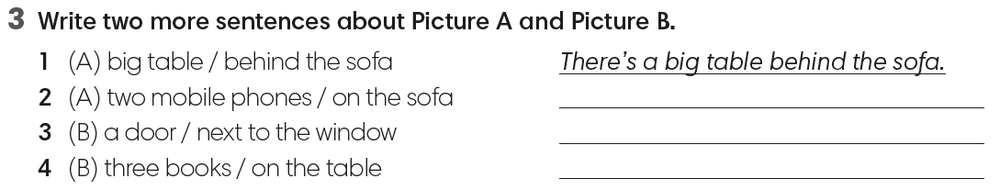 3 Write two more sentences about Picture A and Picture B.
1 (A) big table / behind the sofa There's a big table behind the sofa.
2 (A) two mobile phones / on the sofa
3 (B) a door / next to the window
4 (B) three books / on the table